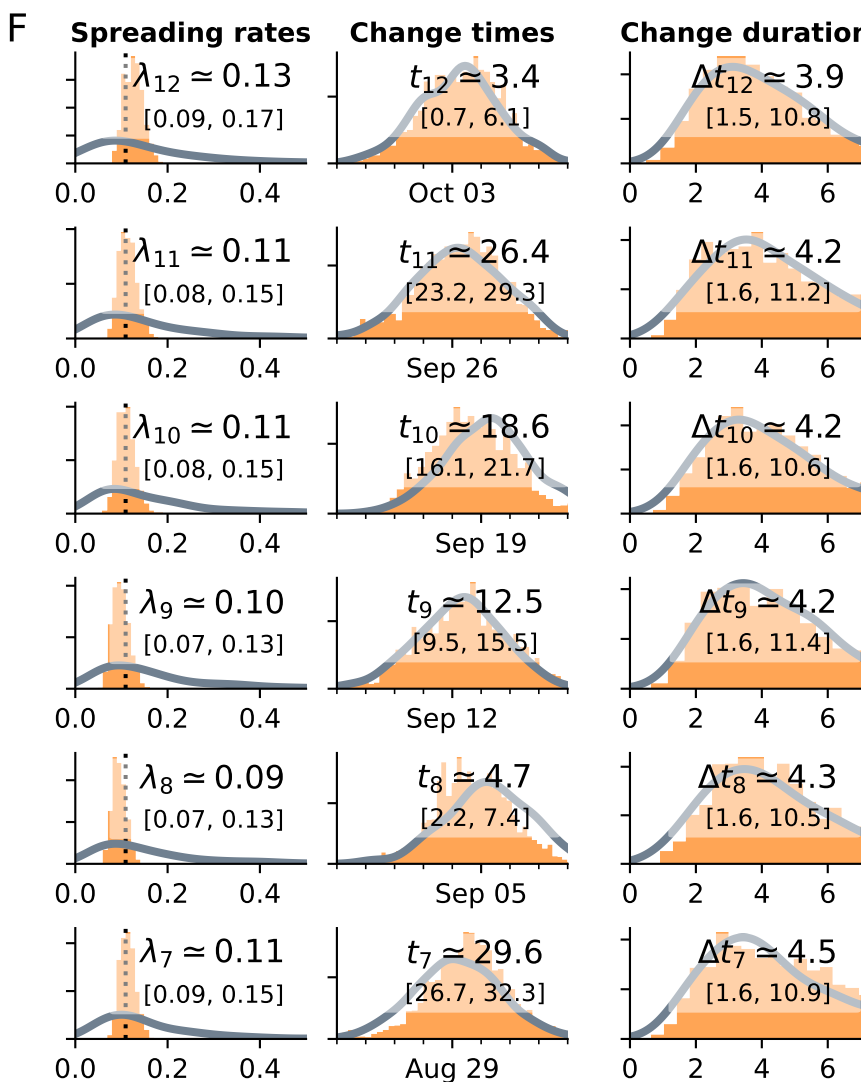 F
Spreading rates Change times Change duration
λ12 ≃ 0.13 t12 ≃ 3.4 Δt12 ≃ 3.9
[0.09, 0.17] [0.7, 6.1] [1.5, 10.8]
0.0 0.2 0.4 Oct 03 0 2 4 6
λ11 ≃ 0.11 t11 ≃ 26.4 Δt11 ≃ 4.2
[0.08, 0.15] [23.2, 29.3] [1.6, 11.2]
0.0 0.2 0.4 Sep 26 0 2 4 6
λ10 ≃ 0.11 t10 ≃ 18.6 Δt10 ≃ 4.2
[0.08, 0.15] [16.1, 21.7] [1.6, 10.6]
0.0 0.2 0.4 Sep 19 0 2 4 6
λ9 ≃ 0.10 t9 ≃ 12.5 Δt9 ≃ 4.2
[0.07, 0.13] [9.5, 15.5] [1.6, 11.4]
0.0 0.2 0.4 Sep 12 0 2 4 6
λ8 ≃ 0.09 t8 ≃ 4.7 Δt8 ≃ 4.3
[0.07, 0.13] [2.2, 7.4] [1.6, 10.5]
0.0 0.2 0.4 Sep 05 0 2 4 6
λ7 ≃ 0.11 t7 ≃ 29.6 Δt7 ≃ 4.5
[0.09, 0.15] [26.7, 32.3] [1.6, 10.9]
0.0 0.2 0.4 Aug 29 0 2 4 6